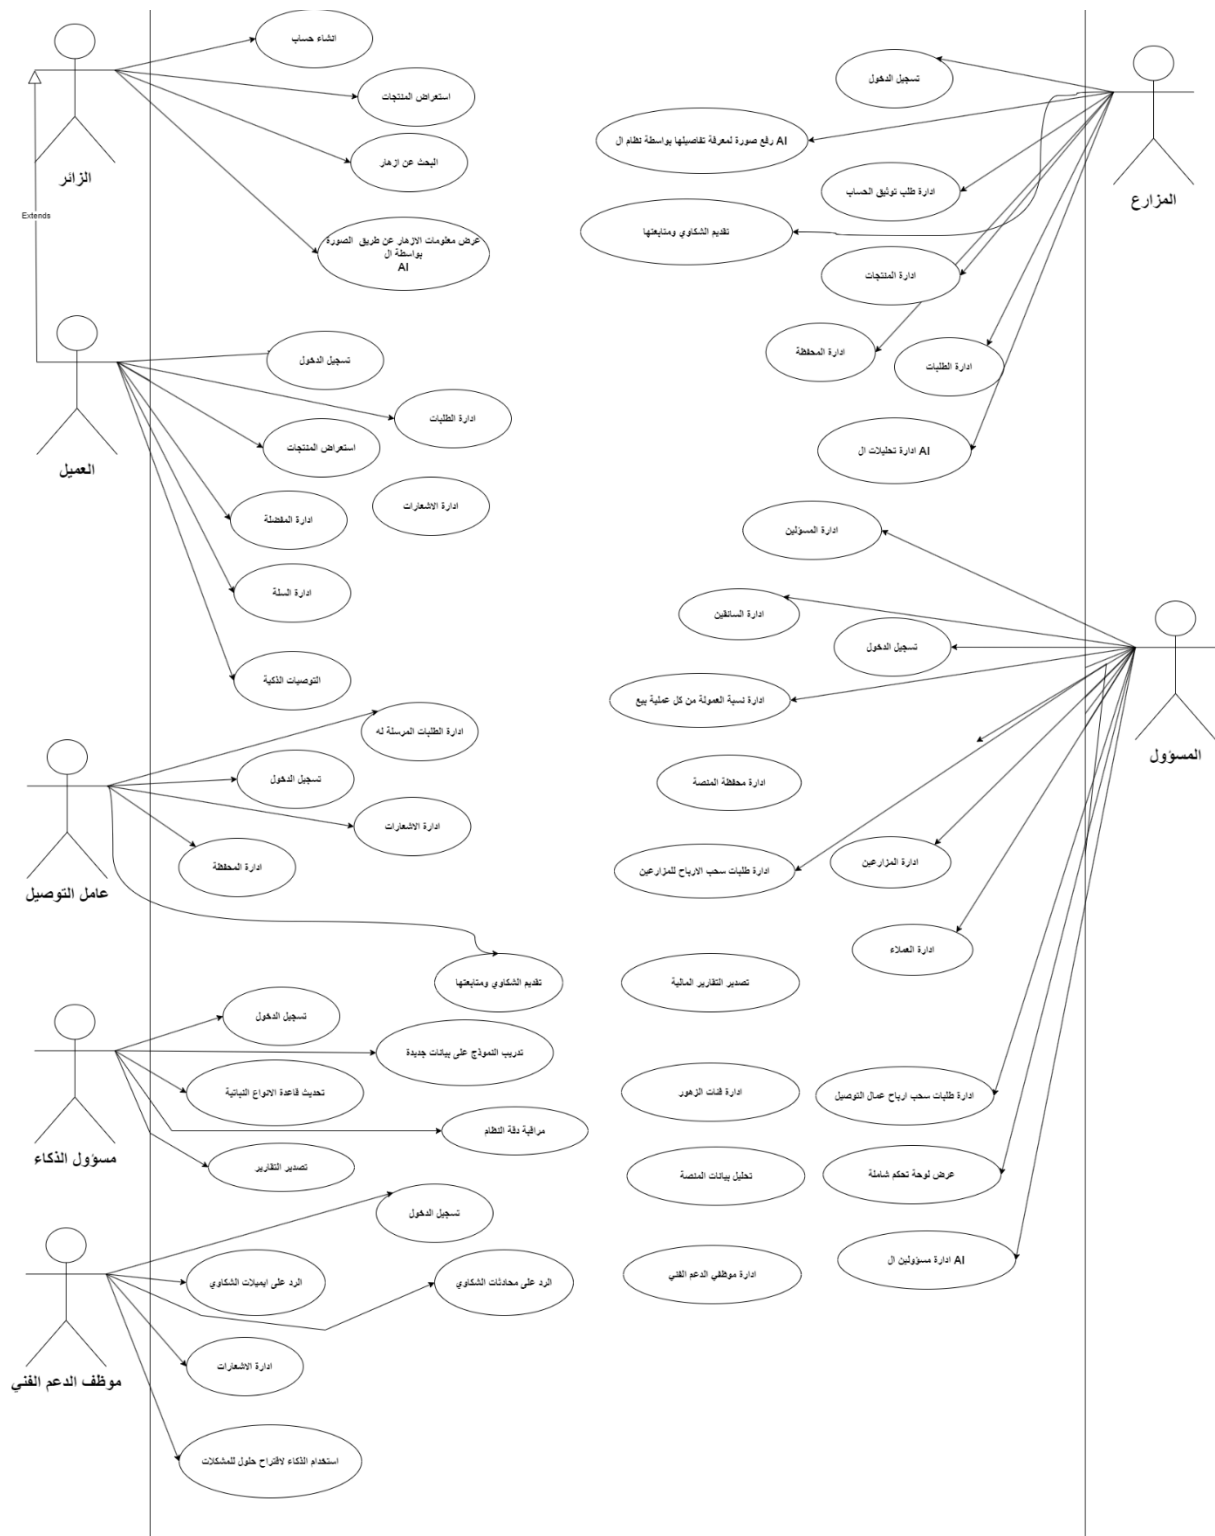 انشاء حساب
استعراض المنتجات
البحث عن ازهار
الزائر
Extends
عرض معلومات الازهار عن طريق الصورة
بواسطة ال
AI
تسجيل الدخول
ادارة الطلبات
استعراض المنتجات
العميل
ادارة الاشعارات
ادارة المفضلة
ادارة السلة
التوصيات الذكية
ادارة الطلبات المرسلة له
تسجيل الدخول
ادارة الاشعارات
ادارة المحفظة
عامل التوصيل
تقديم الشكاوي ومتابعتها
تسجيل الدخول
تدريب النموذج على بيانات جديدة
تحديث قاعدة الانواع النباتية
مراقبة دقة النظام
مسؤول الذكاء
تصدير التقارير
تسجيل الدخول
الرد على ايميلات الشكاوي
الرد على محادثات الشكاوي
ادارة الاشعارات
موظف الدعم الفني
استخدام الذكاء لاقتراح حلول للمشكلات
تسجيل الدخول
رفع صورة لمعرفة تفاصيلها بواسطة نظام ال AI
ادارة طلب توثيق الحساب
المزارع
تقديم الشكاوي ومتابعتها
ادارة المنتجات
ادارة المحفظة
ادارة الطلبات
ادارة تحليلات ال AI
ادارة المسؤلين
ادارة السائقين
تسجيل الدخول
ادارة نسبة العمولة من كل عملية بيع
المسؤول
ادارة محفظة المنصة
ادارة المزارعين
ادارة طلبات سحب الارباح للمزارعين
ادارة العملاء
تصدير التقارير المالية
ادارة فئات الزهور
ادارة طلبات سحب ارباح عمال التوصيل
تحليل بيانات المنصة
عرض لوحة تحكم شاملة
ادارة مسؤولين ال AI
ادارة موظفي الدعم الفني